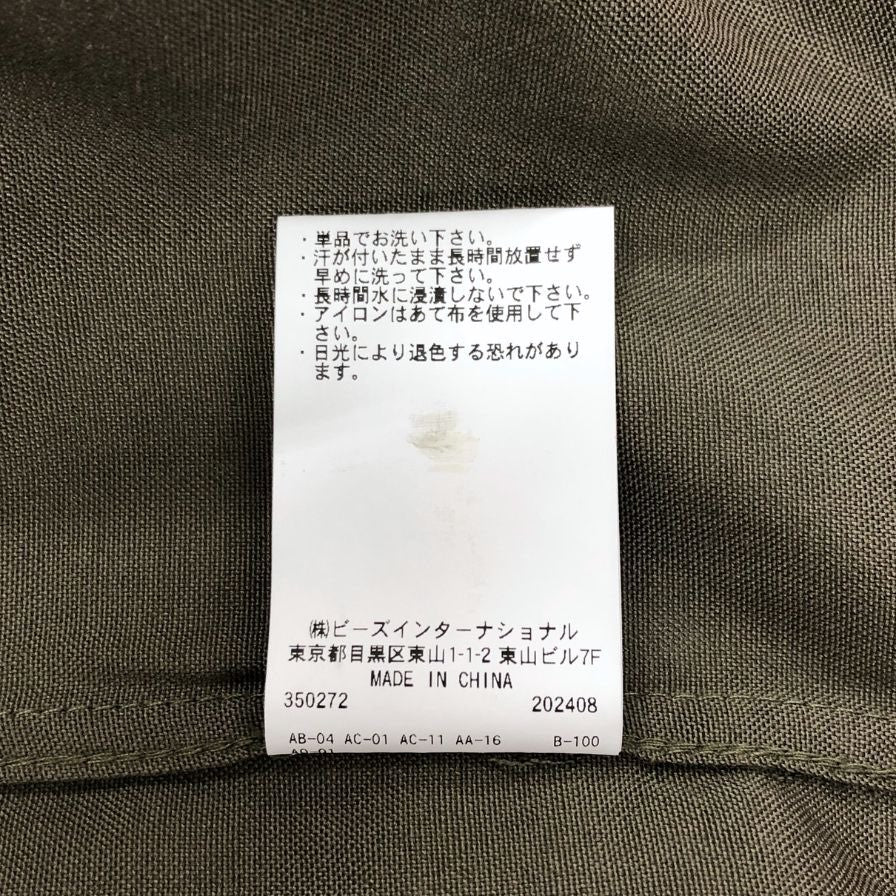 ・単品でお洗い下さい。
・汗が付いたまま長時間放置せず
早めに洗って下さい。
・長時間水に浸漬しないで下さい。
・アイロンはあて布を使用して下
さい。
・日光により退色する恐れがあり
ます。
㈱ビーズインターナショナル
東京都目黒区東山1-1-2 東山ビル7F
MADE IN CHINA
350272 202408
AB-04 AC-01 AC-11 AA-16 B-100